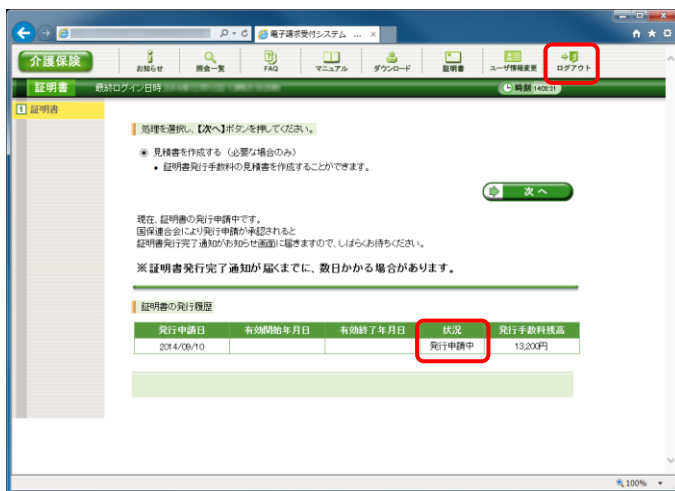 電子請求受付システム ...
介護保険
お知らせ
照会一覧
FAQ
マニュアル
ダウンロード
証明書
ユーザ情報変更
ログアウト
証明書
最終ログイン日時
時刻 14:05:21
1 証明書
処理を選択し、【次へ】ボタンを押してください。
見積書を作成する (必要な場合のみ)
• 証明書発行手数料の見積書を作成することができます。
次 へ
現在、証明書の発行申請中です。
国保連合会により発行申請が承認されると
証明書発行完了通知がお知らせ画面に届きますので、しばらくお待ちください。
※証明書発行完了通知が届くまでに、数日かかる場合があります。
証明書の発行履歴
発行申請日 有効開始年月日 有効終了年月日 状況 発行手数料残高
2014/09/10 発行申請中 13,200円
100%